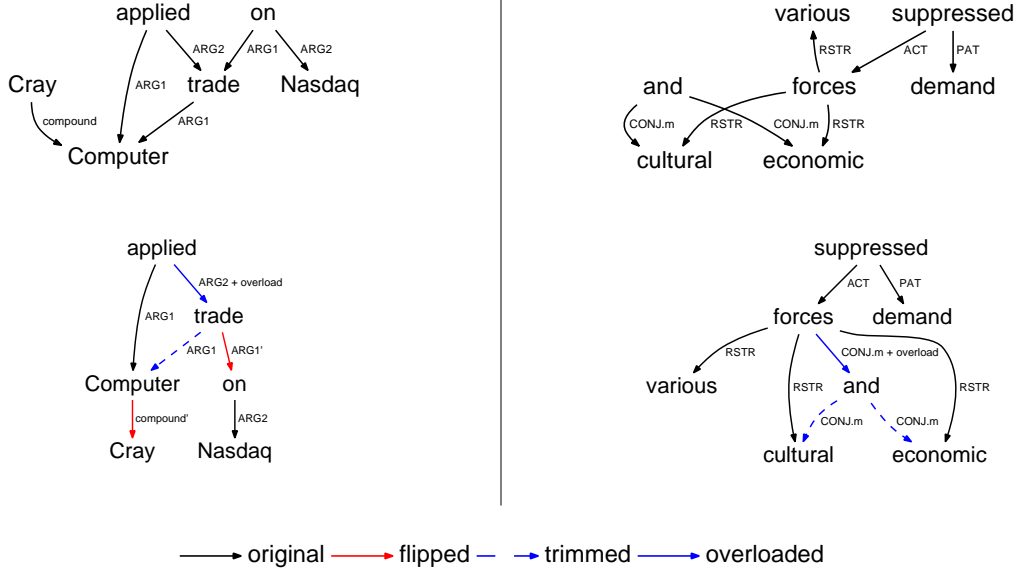 applied on
ARG2 ARG1 ARG2
Cray ARG1 trade Nasdaq
compound ARG1
Computer
various suppressed
RSTR ACT PAT
and forces demand
CONJ.m RSTR CONJ.m RSTR
cultural economic
applied
ARG2 + overload
ARG1 trade
ARG1 ARG1'
Computer on
compound' ARG2
Cray Nasdaq
suppressed
ACT PAT
forces demand
RSTR CONJ.m + overload
various RSTR and RSTR
CONJ.m CONJ.m
cultural economic
original flipped trimmed overloaded